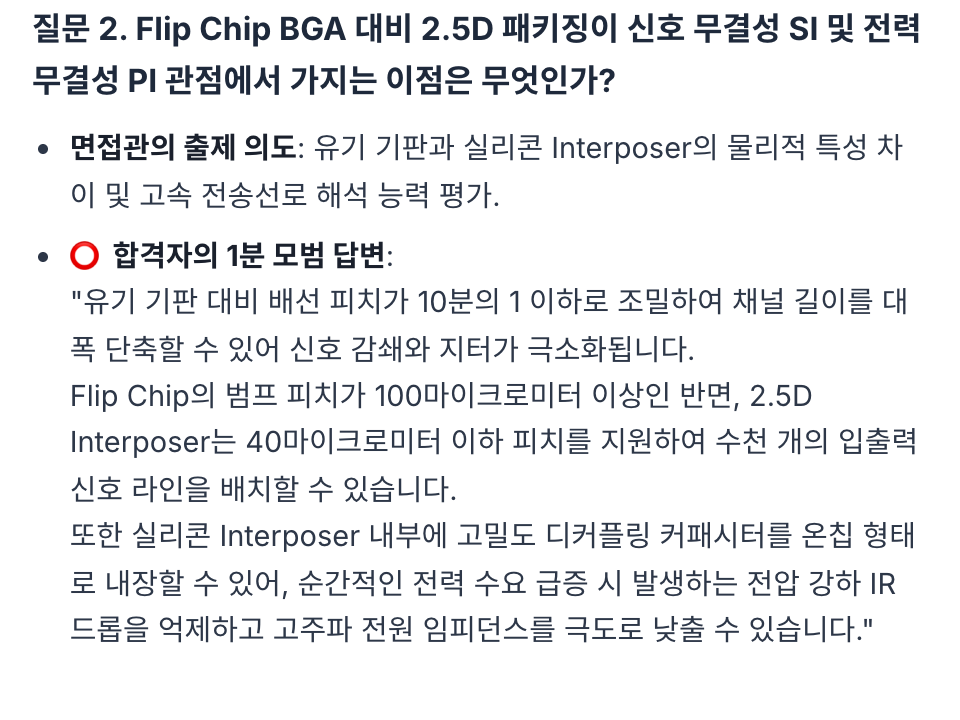 질문 2. Flip Chip BGA 대비 2.5D 패키징이 신호 무결성 SI 및 전력
무결성 PI 관점에서 가지는 이점은 무엇인가?
• 면접관의 출제 의도: 유기 기판과 실리콘 Interposer의 물리적 특성 차
이 및 고속 전송선로 해석 능력 평가.
• ⭕ 합격자의 1분 모범 답변:
"유기 기판 대비 배선 피치가 10분의 1 이하로 조밀하여 채널 길이를 대
폭 단축할 수 있어 신호 감쇄와 지터가 극소화됩니다.
Flip Chip의 범프 피치가 100마이크로미터 이상인 반면, 2.5D
Interposer는 40마이크로미터 이하 피치를 지원하여 수천 개의 입출력
신호 라인을 배치할 수 있습니다.
또한 실리콘 Interposer 내부에 고밀도 디커플링 커패시터를 온칩 형태
로 내장할 수 있어, 순간적인 전력 수요 급증 시 발생하는 전압 강하 IR
드롭을 억제하고 고주파 전원 임피던스를 극도로 낮출 수 있습니다."